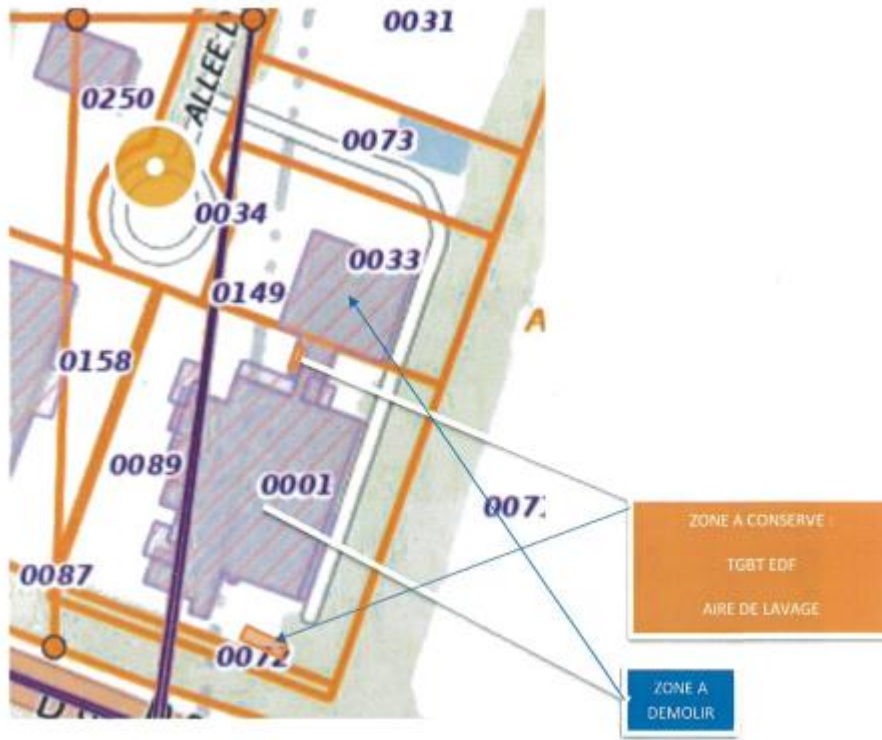 0031
ALLEE D
0250
0073
0034
0033
0149
A
0158
0089
0001
0072
ZONE A CONSERVE :
TGBT EDF
AIRE DE LAVAGE
0087
0072
ZONE A
DEMOLIR